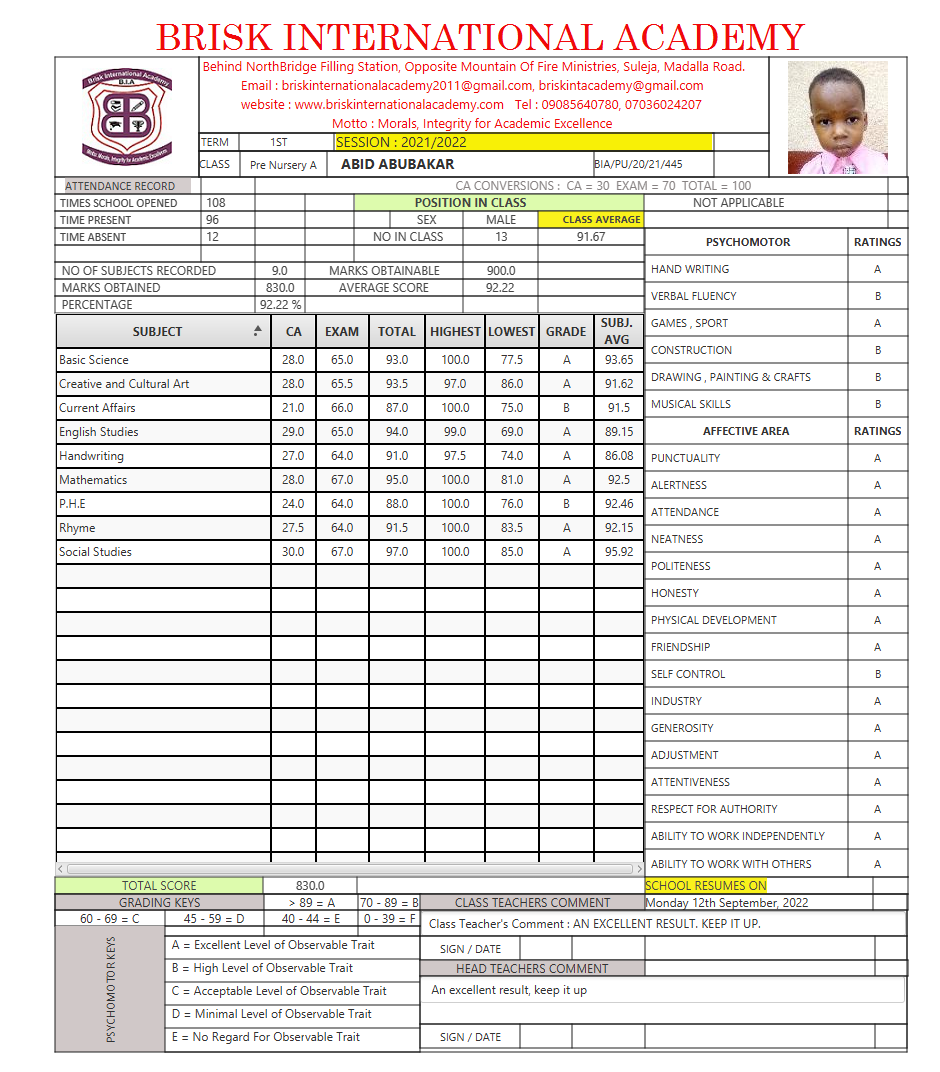 BRISK INTERNATIONAL ACADEMY
Brisk International Academy
B.I.A
Behind NorthBridge Filling Station, Opposite Mountain Of Fire Ministries, Suleja, Madalla Road.
Email : briskinternationalacademy2011@gmail.com, briskintacademy@gmail.com
website : www.briskinternationalacademy.com Tel : 09085640780, 07036024207
Motto : Morals, Integrity for Academic Excellence
TERM 1ST SESSION : 2021/2022
CLASS Pre Nursery A ABID ABUBAKAR BIA/PU/20/21/445
ATTENDANCE RECORD CA CONVERSIONS : CA = 30 EXAM = 70 TOTAL = 100
TIMES SCHOOL OPENED 108 POSITION IN CLASS NOT APPLICABLE
TIME PRESENT 96 SEX MALE CLASS AVERAGE
TIME ABSENT 12 NO IN CLASS 13 91.67
NO OF SUBJECTS RECORDED 9.0 MARKS OBTAINABLE 900.0
MARKS OBTAINED 830.0 AVERAGE SCORE 92.22
PERCENTAGE 92.22 %
SUBJECT CA EXAM TOTAL HIGHEST LOWEST GRADE SUBJ. AVG
Basic Science 28.0 65.0 93.0 100.0 77.5 A 93.65
Creative and Cultural Art 28.0 65.5 93.5 97.0 86.0 A 91.62
Current Affairs 21.0 66.0 87.0 100.0 75.0 B 91.5
English Studies 29.0 65.0 94.0 99.0 69.0 A 89.15
Handwriting 27.0 64.0 91.0 97.5 74.0 A 86.08
Mathematics 28.0 67.0 95.0 100.0 81.0 A 92.5
P.H.E 24.0 64.0 88.0 100.0 76.0 B 92.46
Rhyme 27.5 64.0 91.5 100.0 83.5 A 92.15
Social Studies 30.0 67.0 97.0 100.0 85.0 A 95.92
PSYCHOMOTOR RATINGS
HAND WRITING A
VERBAL FLUENCY B
GAMES , SPORT A
CONSTRUCTION B
DRAWING , PAINTING & CRAFTS B
MUSICAL SKILLS B
AFFECTIVE AREA RATINGS
PUNCTUALITY A
ALERTNESS A
ATTENDANCE A
NEATNESS A
POLITENESS A
HONESTY A
PHYSICAL DEVELOPMENT A
FRIENDSHIP A
SELF CONTROL B
INDUSTRY A
GENEROSITY A
ADJUSTMENT A
ATTENTIVENESS A
RESPECT FOR AUTHORITY A
ABILITY TO WORK INDEPENDENTLY A
ABILITY TO WORK WITH OTHERS A
TOTAL SCORE 830.0 SCHOOL RESUMES ON
GRADING KEYS > 89 = A 70 - 89 = B CLASS TEACHERS COMMENT Monday 12th September, 2022
60 - 69 = C 45 - 59 = D 40 - 44 = E 0 - 39 = F Class Teacher's Comment : AN EXCELLENT RESULT. KEEP IT UP.
PSYCHOMOTOR KEYS
A = Excellent Level of Observable Trait SIGN / DATE
B = High Level of Observable Trait HEAD TEACHERS COMMENT
C = Acceptable Level of Observable Trait An excellent result, keep it up
D = Minimal Level of Observable Trait
E = No Regard For Observable Trait SIGN / DATE